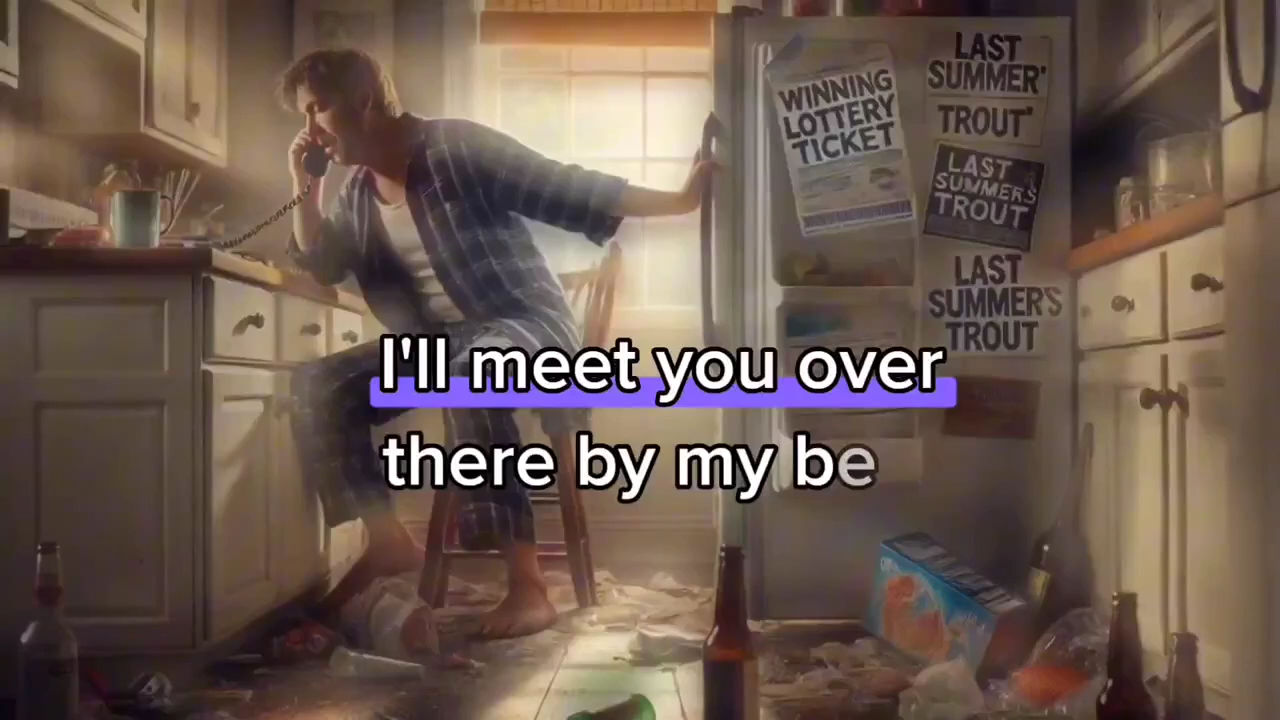 WINNING
LOTTERY
TICKET
LAST
SUMMER'
TROUT'
LAST
SUMMER'S
TROUT
LAST
SUMMER'S
TROUT
I'll meet you over
there by my be